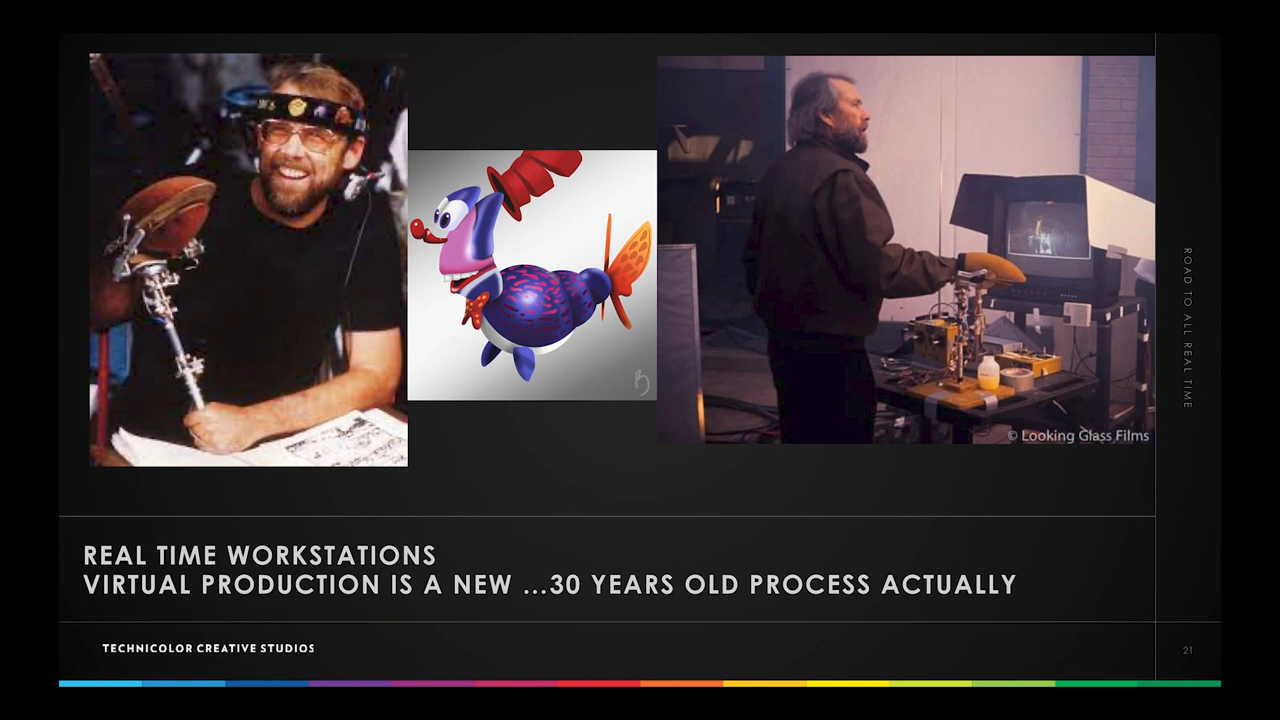 © Looking Glass Films
ROAD TO ALL REAL TIME
REAL TIME WORKSTATIONS
VIRTUAL PRODUCTION IS A NEW ...30 YEARS OLD PROCESS ACTUALLY
TECHNICOLOR CREATIVE STUDIOS
21